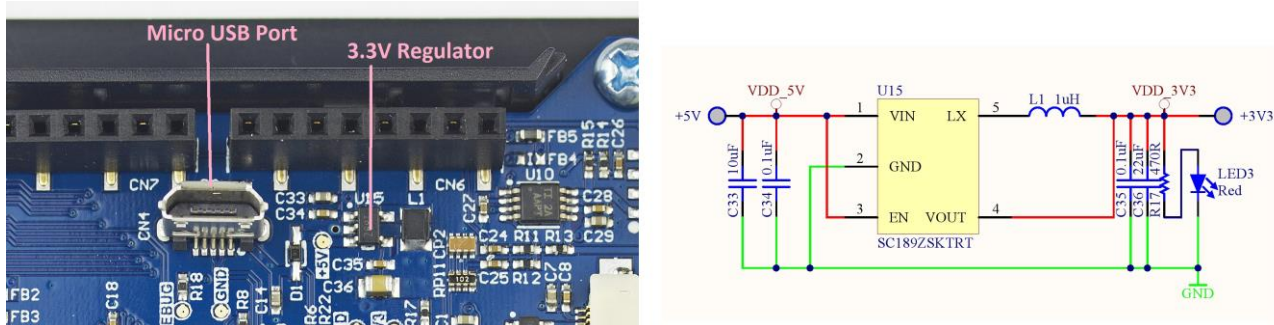 Micro USB Port
3.3V Regulator
FB5
R15
R14
C26
FB4
CN7
C33
U15
L1
CN6
U10
C28
C34
C27
CN4
CP2
C24
R11
R13
C29
+5V
C35
C25
R12
R18
GND
D1
C36
RP11
102
C7
C8
FB2
C18
EBUG
R8
C14
R6
R22
R17
C1
FB3
VDD_5V
U15
VDD_3V3
L1 1uH
+5V
1
VIN
LX
5
+3V3
10uF
0.1uF
2
GND
0.1uF
22uF
470R
LED3
Red
C33
C34
3
EN
VOUT
4
C35
C36
R17
SC189ZSKTRT
GND